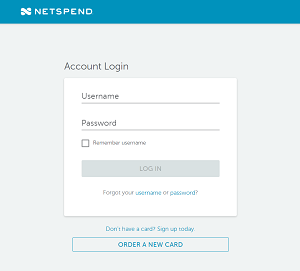 NETSPEND
Account Login
Username
Password
Remember username
LOG IN
Forgot your username or password?
Don't have a card? Sign up today.
ORDER A NEW CARD